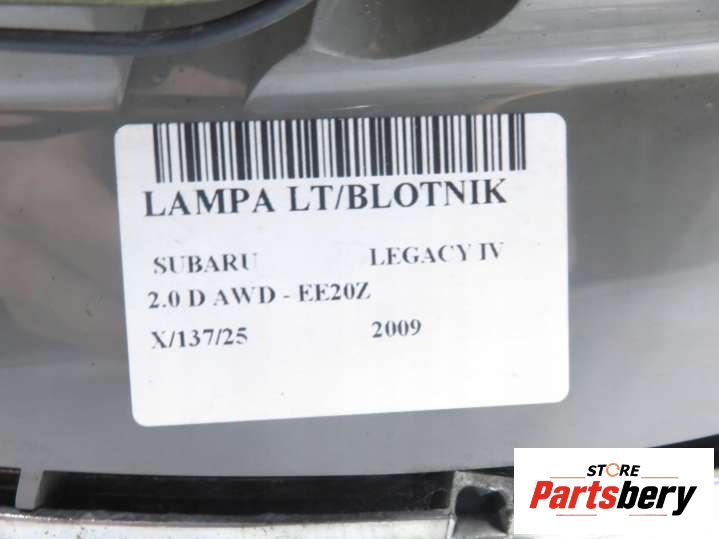 LAMPA LT/BLOTNIK
SUBARU LEGACY IV
2.0 D AWD - EE20Z
X/137/25 2009
STORE
Partsbery